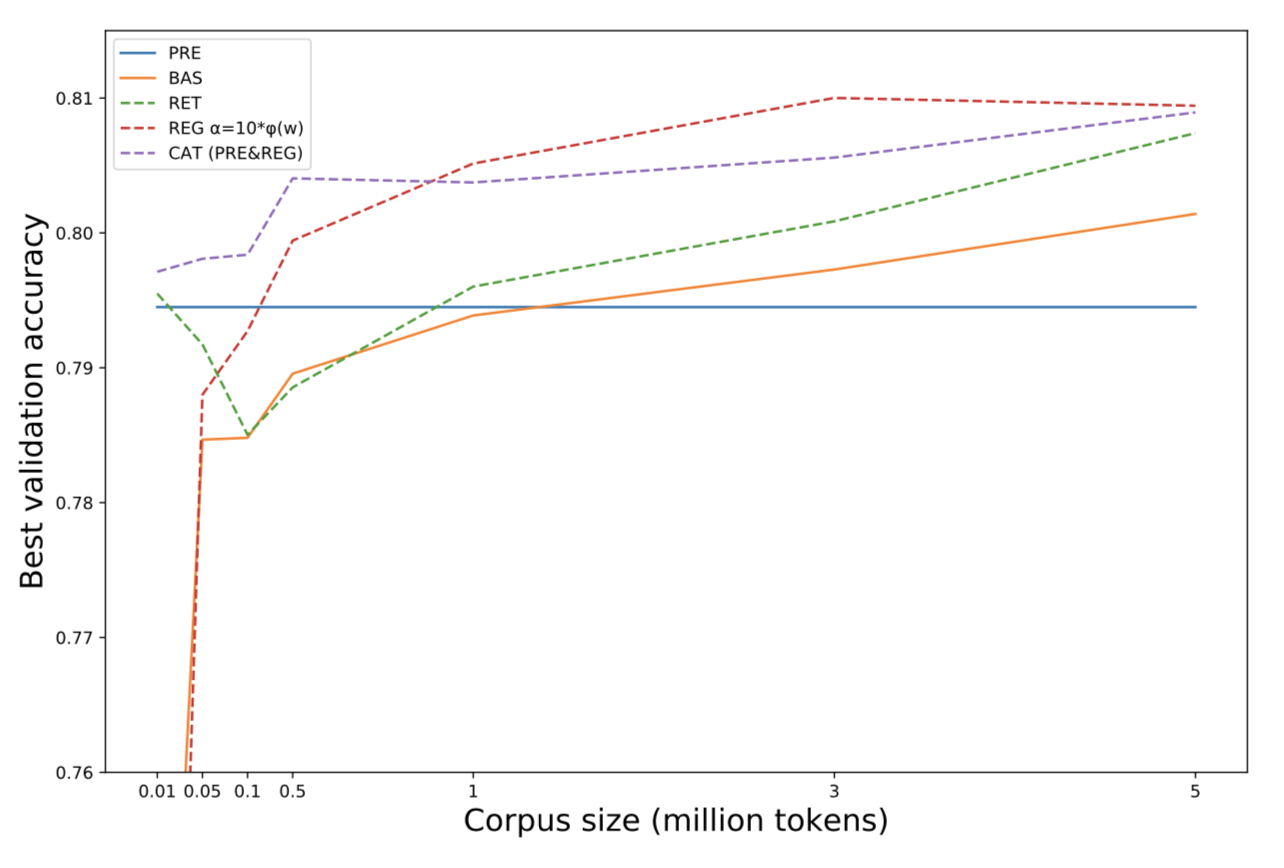 PRE
BAS
RET
REG α=10*φ(w)
CAT (PRE&REG)
0.81
0.80
0.79
0.78
0.77
0.76
Best validation accuracy
0.01 0.05 0.1 0.5 1 3 5
Corpus size (million tokens)